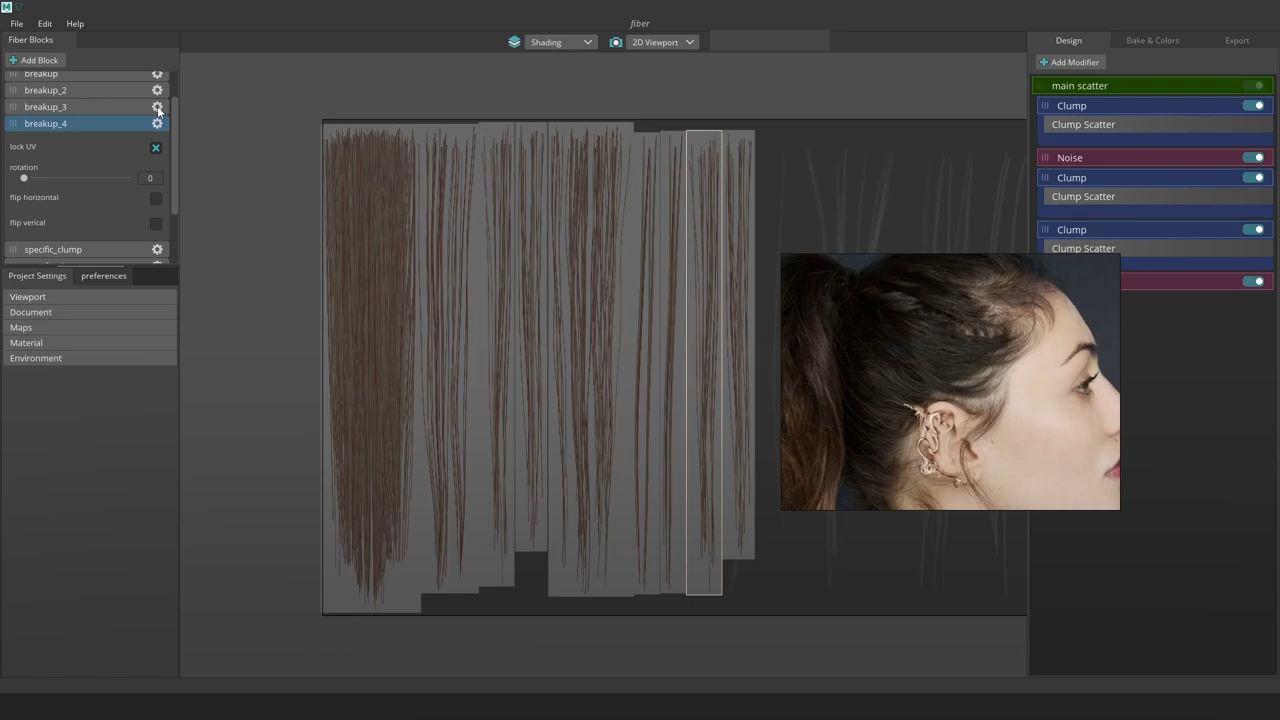 File Edit Help
fiber
Fiber Blocks
Shading
2D Viewport
Design
Bake & Colors
Export
Add Block
Add Modifier
breakup
breakup_2
breakup_3
breakup_4
lock UV
rotation
0
flip horizontal
flip verical
specific_clump
Project Settings
preferences
Viewport
Document
Maps
Material
Environment
main scatter
Clump
Clump Scatter
Noise
Clump
Clump Scatter
Clump
Clump Scatter